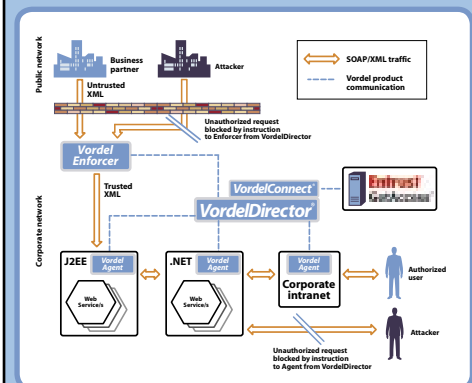 Public network
Business
partner
Attacker
SOAP/XML traffic
Vordel product
communication
Untrusted
XML
Unauthorized request
blocked by instruction
to Enforcer from VordelDirector
Vordel
Enforcer
Corporate network
Trusted
XML
VordelConnect®
VordelDirector®
Entrust
J2EE
Vordel
Agent
Web
Service/s
.NET
Vordel
Agent
Web
Service/s
Vordel
Agent
Corporate
intranet
Authorized
user
Attacker
Unauthorized request
blocked by instruction
to Agent from VordelDirector